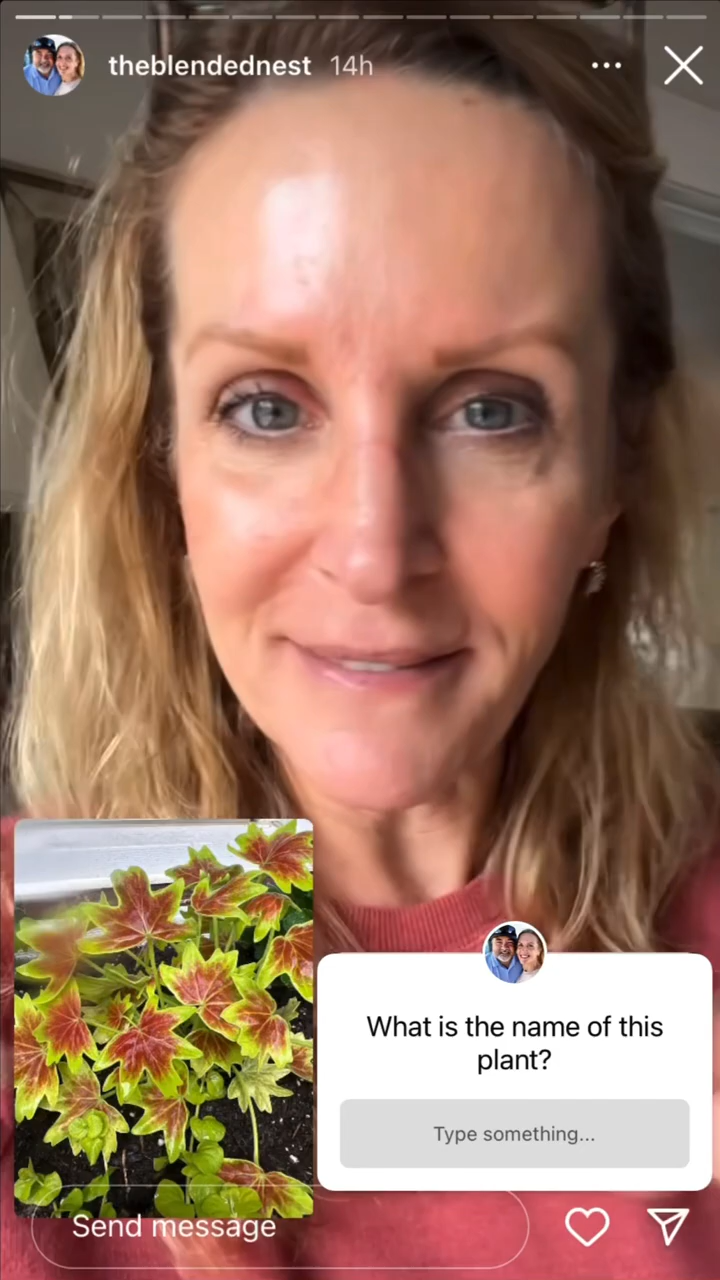 theblendednest 14h
What is the name of this
plant?
Type something...
Send message